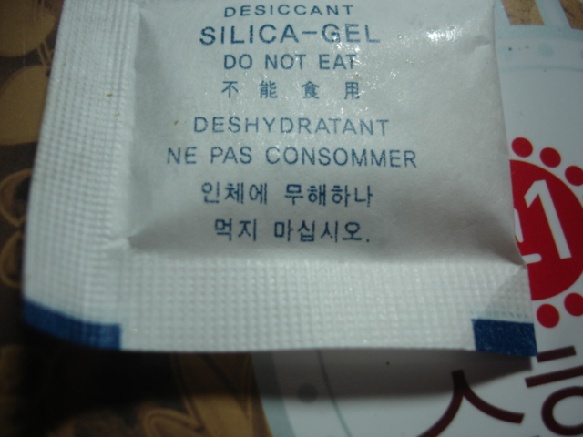 DESICCANT
SILICA-GEL
DO NOT EAT
不能食用
DESHYDRATANT
NE PAS CONSOMMER
인체에 무해하나
먹지 마십시오.
1